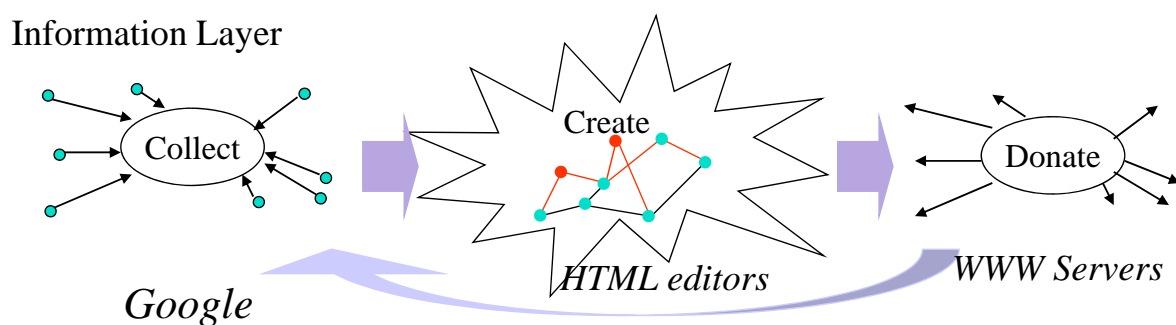 Information Layer
Collect
Create
Donate
Google
HTML editors
WWW Servers